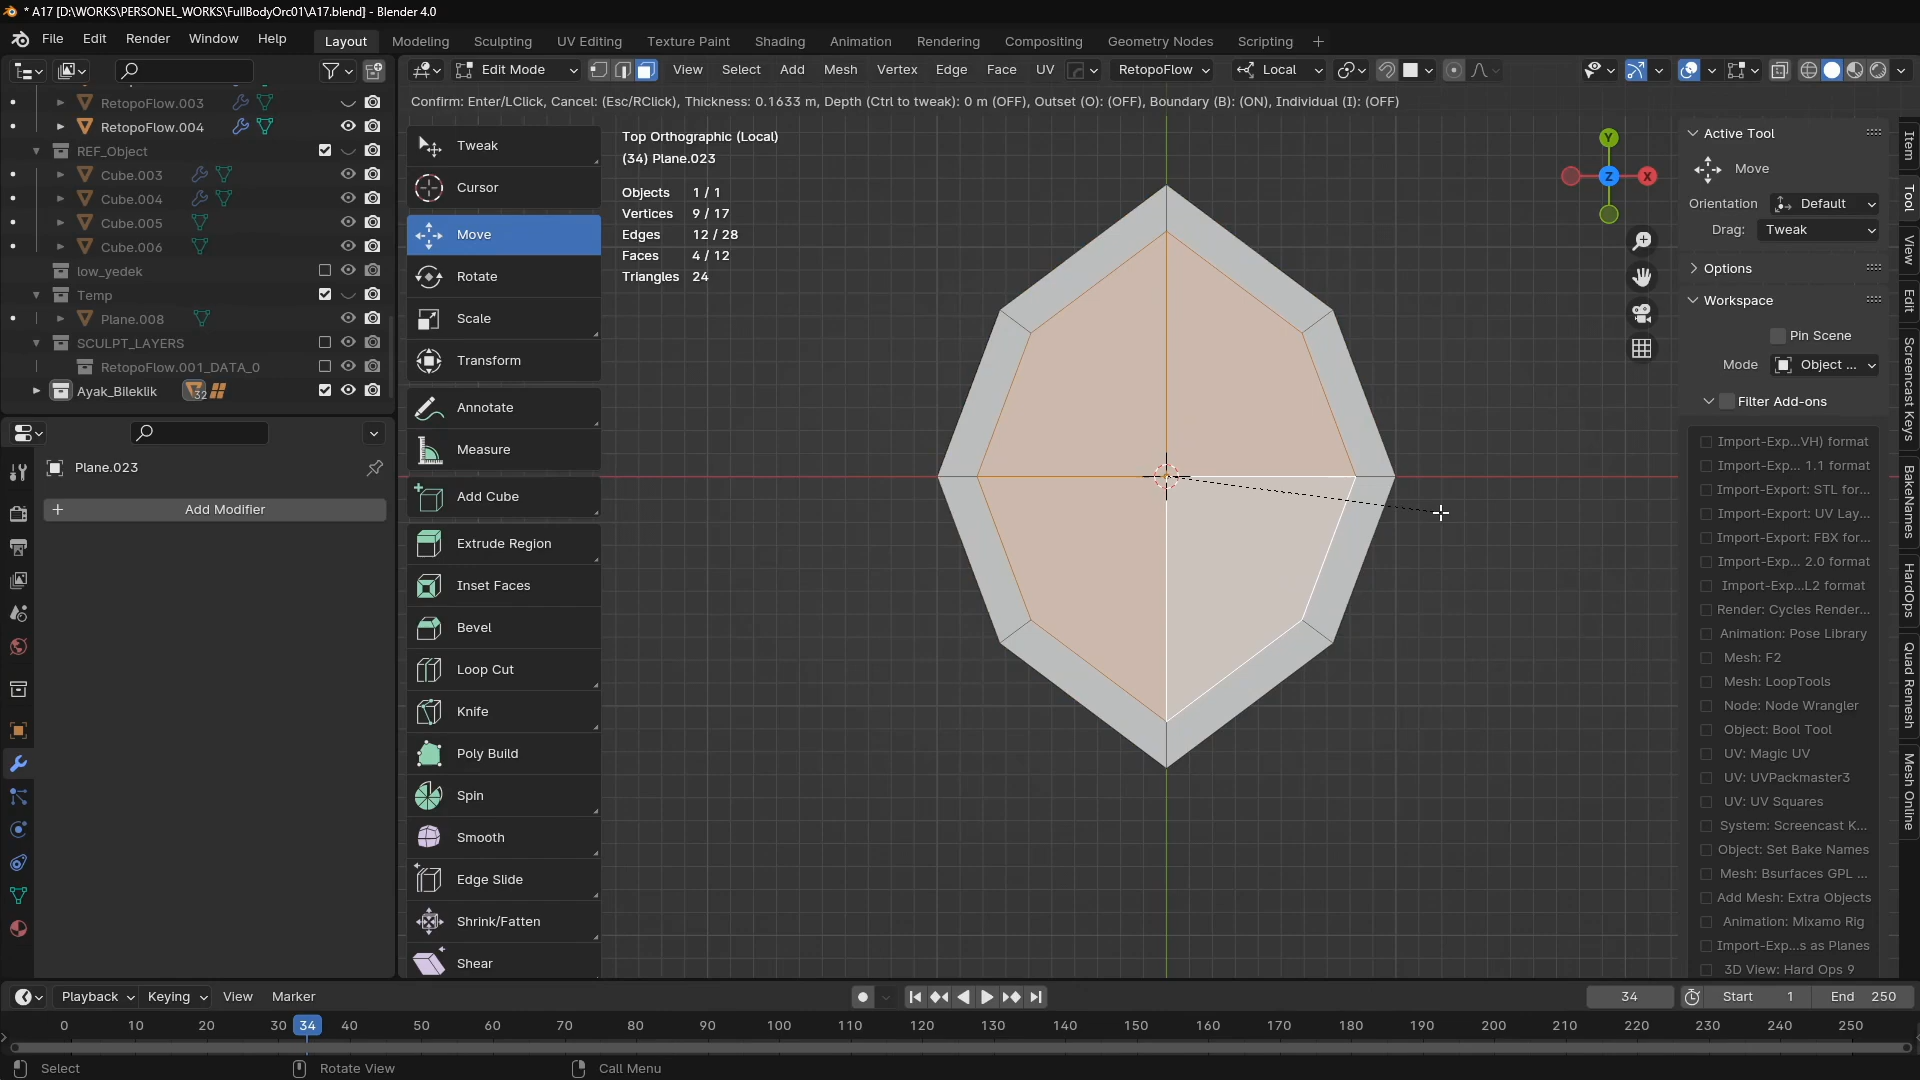 * A17 [D:\WORKS\PERSONEL_WORKS\FullBodyOrc01\A17.blend] - Blender 4.0
File Edit Render Window Help
Layout Modeling Sculpting UV Editing Texture Paint Shading Animation Rendering Compositing Geometry Nodes Scripting +
Edit Mode View Select Add Mesh Vertex Edge Face UV RetopoFlow Local
Confirm: Enter/LClick, Cancel: (Esc/RClick), Thickness: 0.1633 m, Depth (Ctrl to tweak): 0 m (OFF), Outset (O): (OFF), Boundary (B): (ON), Individual (I): (OFF)
RetopoFlow.003
RetopoFlow.004
REF_Object
Cube.003
Cube.004
Cube.005
Cube.006
low_yedek
Temp
Plane.008
SCULPT_LAYERS
RetopoFlow.001_DATA_0
Ayak_Bileklik 32
Plane.023
+ Add Modifier
Tweak
Cursor
Move
Rotate
Scale
Transform
Annotate
Measure
Add Cube
Extrude Region
Inset Faces
Bevel
Loop Cut
Knife
Poly Build
Spin
Smooth
Edge Slide
Shrink/Fatten
Shear
Top Orthographic (Local)
(34) Plane.023
Objects 1 / 1
Vertices 9 / 17
Edges 12 / 28
Faces 4 / 12
Triangles 24
Y
Z
X
Active Tool
Move
Orientation Default
Drag: Tweak
Options
Workspace
Pin Scene
Mode Object ...
Filter Add-ons
Import-Exp...VH) format
Import-Exp... 1.1 format
Import-Export: STL for...
Import-Export: UV Lay...
Import-Export: FBX for...
Import-Exp... 2.0 format
Import-Exp...L2 format
Render: Cycles Render...
Animation: Pose Library
Mesh: F2
Mesh: LoopTools
Node: Node Wrangler
Object: Bool Tool
UV: Magic UV
UV: UVPackmaster3
UV: UV Squares
System: Screencast K...
Object: Set Bake Names
Mesh: Bsurfaces GPL ...
Add Mesh: Extra Objects
Animation: Mixamo Rig
Import-Exp...s as Planes
3D View: Hard Ops 9
Item
Tool
View
Edit
Screencast Keys
BakeNames
HardOps
Quad Remesh
Mesh Online
Playback Keying View Marker 34 Start 1 End 250
0 10 20 30 34 40 50 60 70 80 90 100 110 120 130 140 150 160 170 180 190 200 210 220 230 240 250
Select Rotate View Call Menu